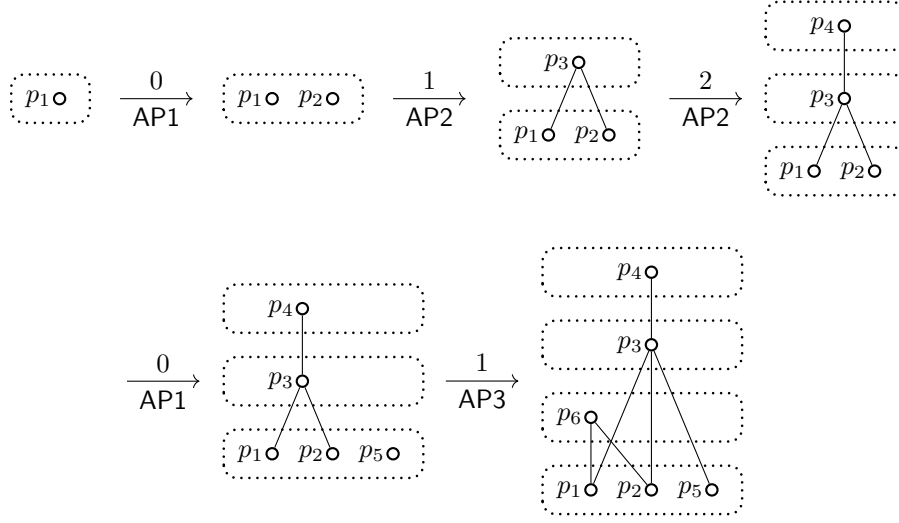 p₄
0 1 p₃ 2
p₁ p₁ p₂ p₃
AP1 AP2 AP2
p₁ p₂
p₁ p₂
p₄
p₄
p₃
0 p₃ 1
AP1 AP3
p₆
p₁ p₂ p₅
p₁ p₂ p₅